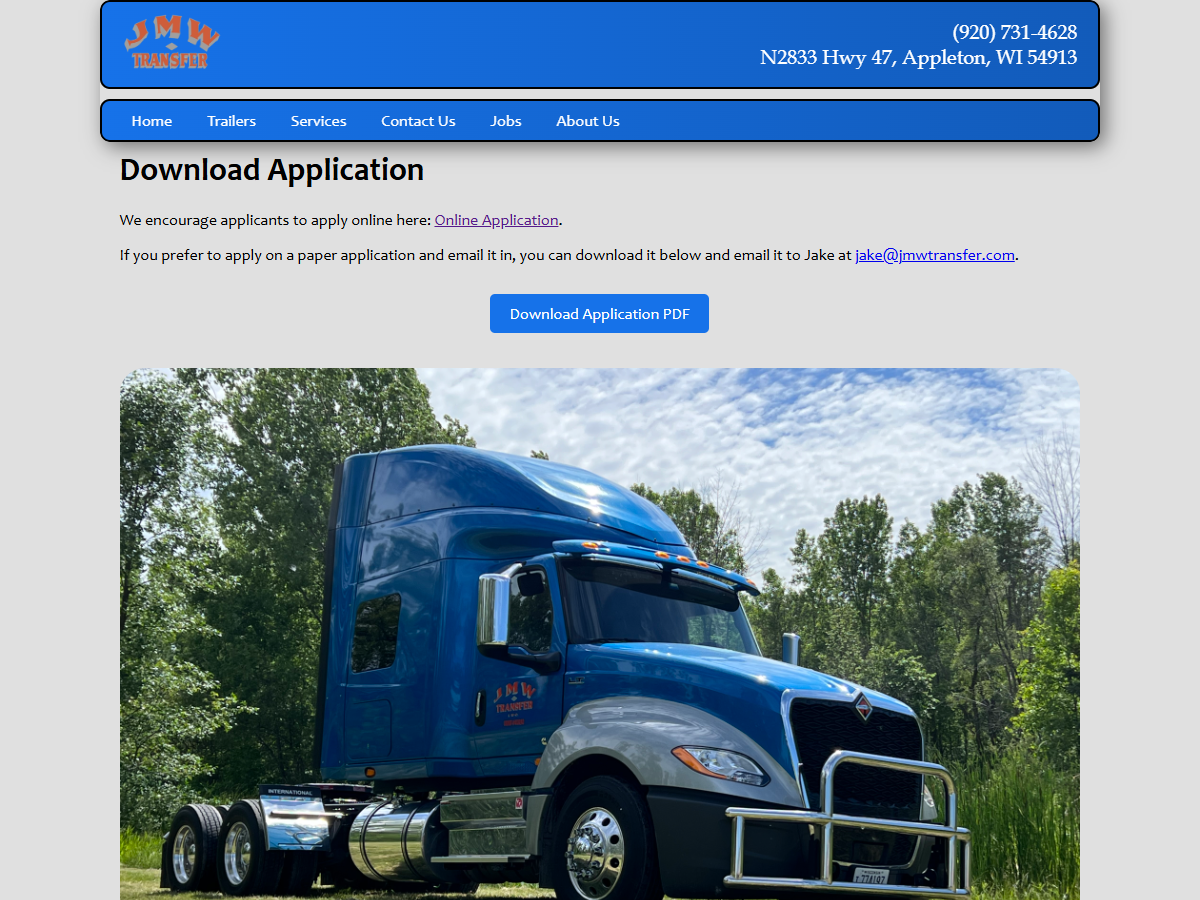 JMW
TRANSFER
(920) 731-4628
N2833 Hwy 47, Appleton, WI 54913
Home Trailers Services Contact Us Jobs About Us
Download Application
We encourage applicants to apply online here: Online Application.
If you prefer to apply on a paper application and email it in, you can download it below and email it to Jake at jake@jmwtransfer.com.
Download Application PDF
JMW
TRANSFER
INTERNATIONAL